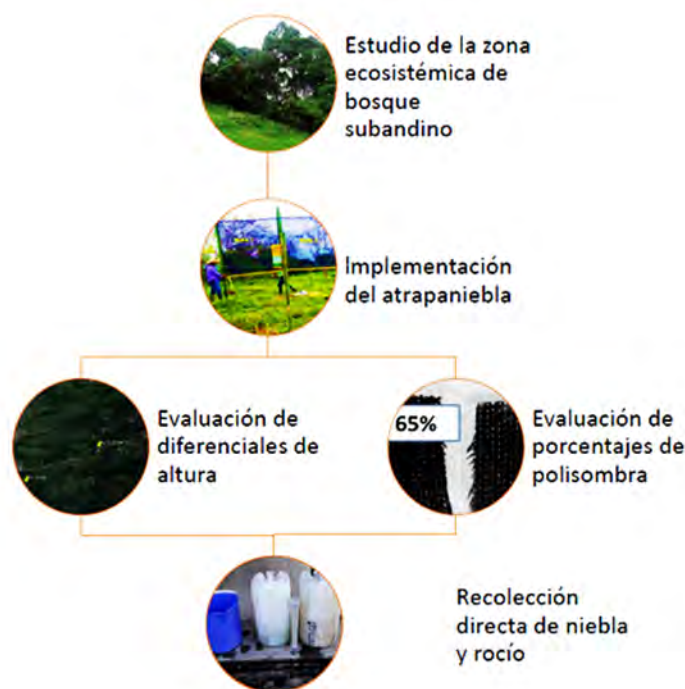 Estudio de la zona
ecosistémica de
bosque
subandino
Implementación
del atrapaniebla
Evaluación de
diferenciales de
altura
65%
Evaluación de
porcentajes de
polisombra
Recolección
directa de niebla
y rocío